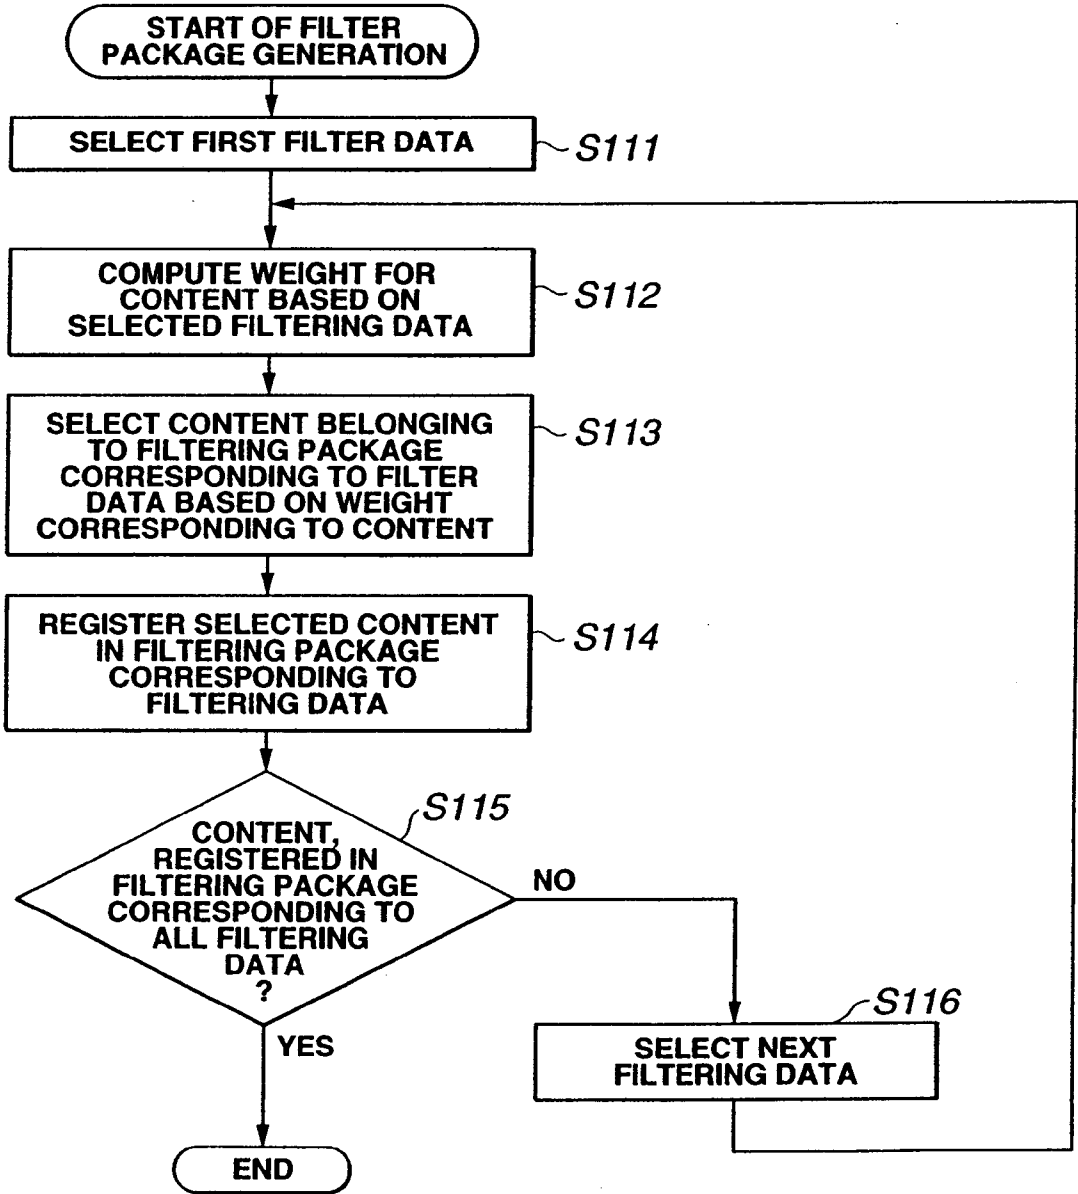 START OF FILTER
PACKAGE GENERATION
SELECT FIRST FILTER DATA
S111
COMPUTE WEIGHT FOR
CONTENT BASED ON
SELECTED FILTERING DATA
S112
SELECT CONTENT BELONGING
TO FILTERING PACKAGE
CORRESPONDING TO FILTER
DATA BASED ON WEIGHT
CORRESPONDING TO CONTENT
S113
REGISTER SELECTED CONTENT
IN FILTERING PACKAGE
CORRESPONDING TO
FILTERING DATA
S114
S115
CONTENT,
REGISTERED IN
FILTERING PACKAGE
CORRESPONDING TO
ALL FILTERING
DATA
?
NO
YES
S116
SELECT NEXT
FILTERING DATA
END